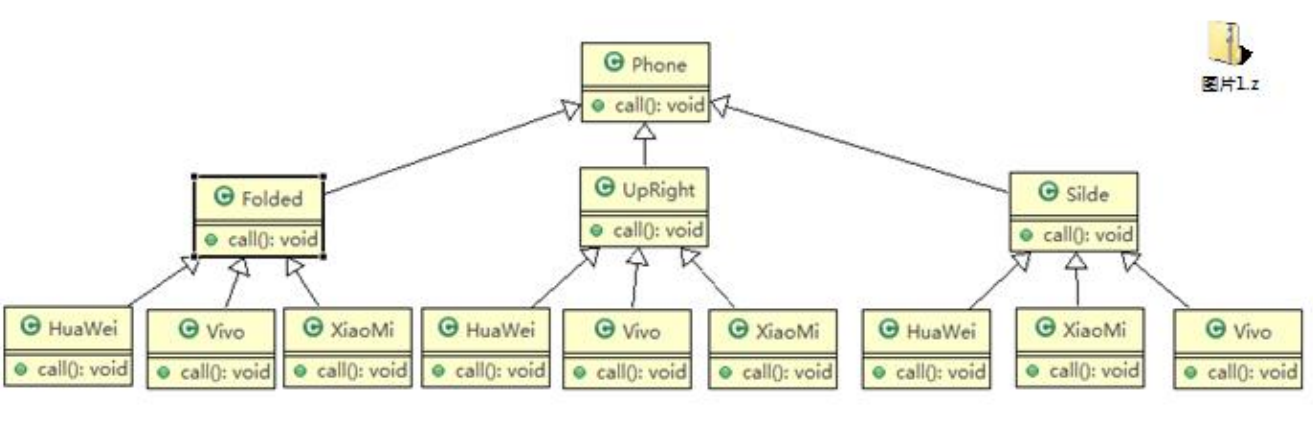 Phone
call(): void
图片1.z
Folded
call(): void
UpRight
call(): void
Silde
call(): void
HuaWei
call(): void
Vivo
call(): void
XiaoMi
call(): void
HuaWei
call(): void
Vivo
call(): void
XiaoMi
call(): void
HuaWei
call(): void
XiaoMi
call(): void
Vivo
call(): void